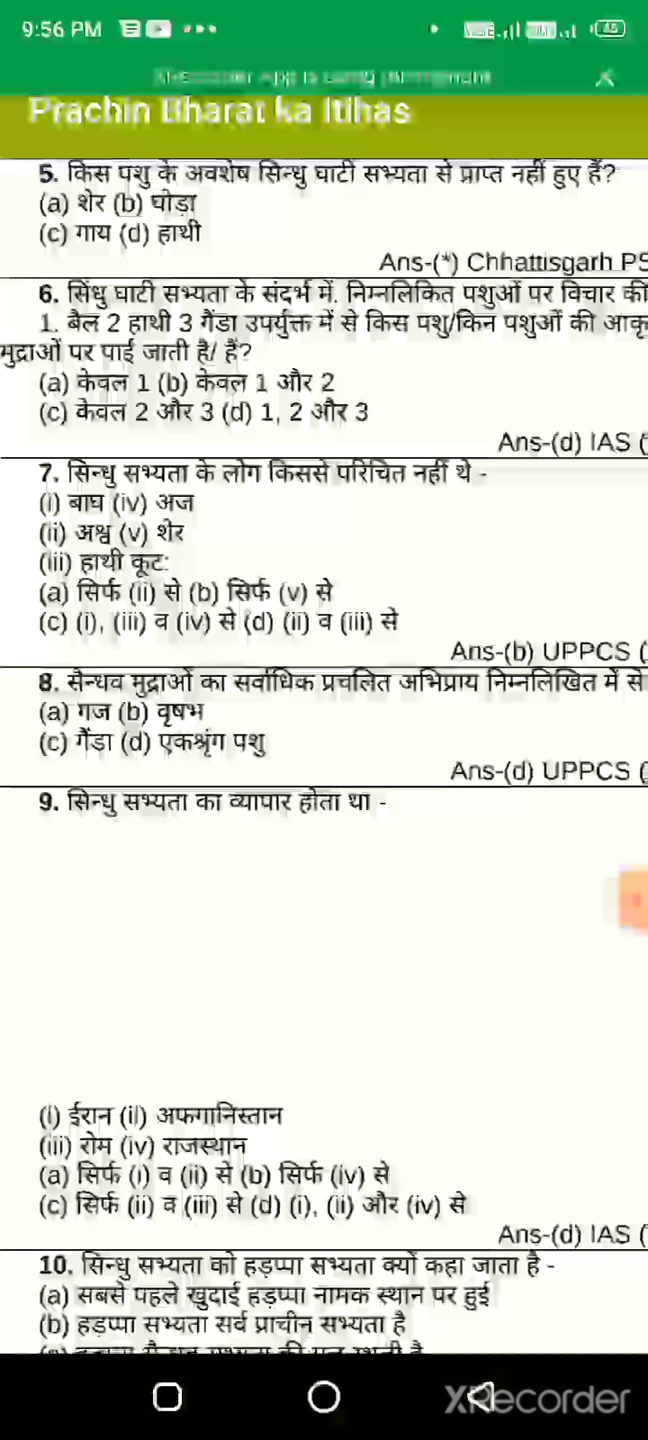 9:56 PM
Prachin Bharat ka Itihas
5. किस पशु के अवशेष सिन्धु घाटी सभ्यता से प्राप्त नहीं हुए हैं?
(a) शेर (b) घोड़ा
(c) गाय (d) हाथी
Ans-(*) Chhattisgarh PS
6. सिंधु घाटी सभ्यता के संदर्भ में, निम्नलिकित पशुओं पर विचार की
1. बैल 2 हाथी 3 गैंडा उपर्युक्त में से किस पशु/किन पशुओं की आकृ
मुद्राओं पर पाई जाती है/ हैं?
(a) केवल 1 (b) केवल 1 और 2
(c) केवल 2 और 3 (d) 1, 2 और 3
Ans-(d) IAS (
7. सिन्धु सभ्यता के लोग किससे परिचित नहीं थे -
(i) बाघ (iv) अज
(ii) अश्व (v) शेर
(iii) हाथी कूट:
(a) सिर्फ (ii) से (b) सिर्फ (v) से
(c) (i), (iii) व (iv) से (d) (ii) व (iii) से
Ans-(b) UPPCS (
8. सैन्धव मुद्राओं का सर्वाधिक प्रचलित अभिप्राय निम्नलिखित में से
(a) गज (b) वृषभ
(c) गैंडा (d) एकश्रृंग पशु
Ans-(d) UPPCS (
9. सिन्धु सभ्यता का व्यापार होता था -
(i) ईरान (ii) अफगानिस्तान
(iii) रोम (iv) राजस्थान
(a) सिर्फ (i) व (ii) से (b) सिर्फ (iv) से
(c) सिर्फ (ii) व (iii) से (d) (i), (ii) और (iv) से
Ans-(d) IAS (
10. सिन्धु सभ्यता को हड़प्पा सभ्यता क्यों कहा जाता है -
(a) सबसे पहले खुदाई हड़प्पा नामक स्थान पर हुई
(b) हड़प्पा सभ्यता सर्व प्राचीन सभ्यता है
XRecorder